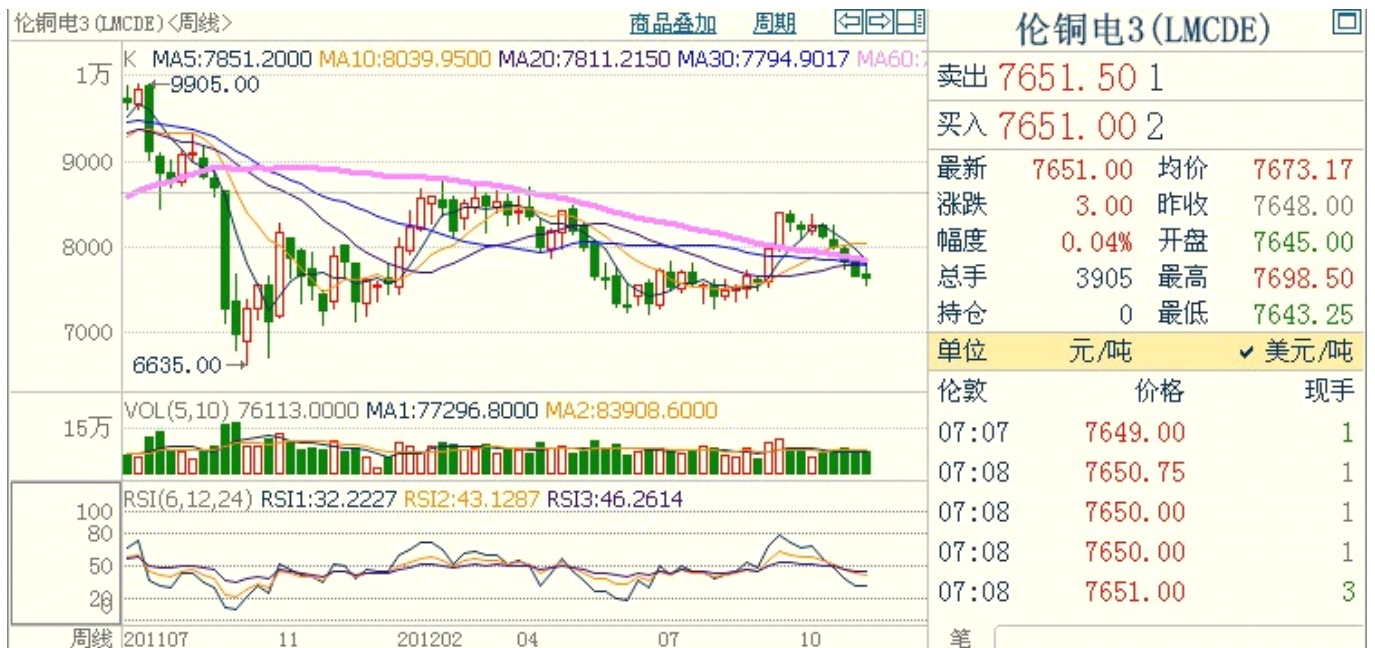 伦铜电3(LMCDE)<周线> 商品叠加 周期
K MA5:7851.2000 MA10:8039.9500 MA20:7811.2150 MA30:7794.9017 MA60:7
1万
9905.00
9000
8000
7000
6635.00
VOL(5,10) 76113.0000 MA1:77296.8000 MA2:83908.6000
15万
RSI(6,12,24) RSI1:32.2227 RSI2:43.1287 RSI3:46.2614
100
80
50
周线 201107 11 201202 04 07 10
伦铜电3(LMCDE)
卖出 7651.50 1
买入 7651.00 2
最新 7651.00 均价 7673.17
涨跌 3.00 昨收 7648.00
幅度 0.04% 开盘 7645.00
总手 3905 最高 7698.50
持仓 0 最低 7643.25
单位 元/吨 ✔ 美元/吨
伦敦 价格 现手
07:07 7649.00 1
07:08 7650.75 1
07:08 7650.00 1
07:08 7650.00 1
07:08 7651.00 3
笔